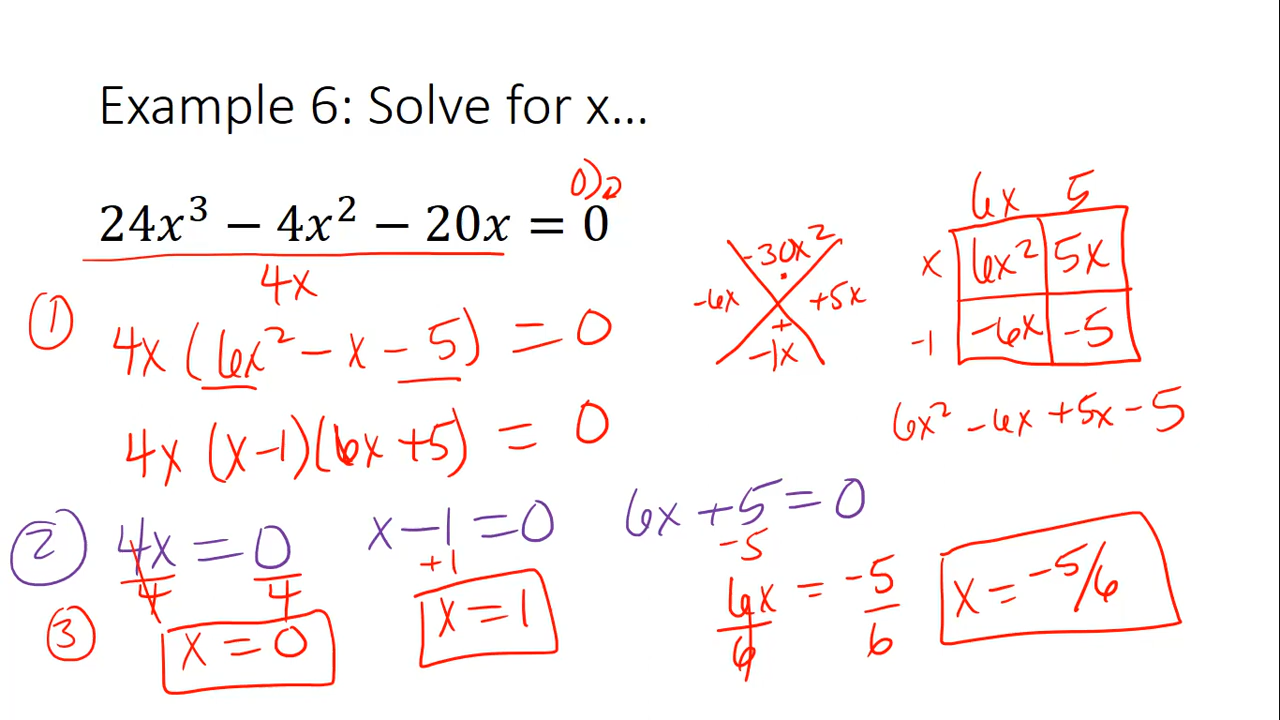 Example 6: Solve for x...
0)
24x³ − 4x² − 20x = 0
4x
① 4x (6x² − x − 5) = 0
4x (x−1)(6x+5) = 0
-30x²
-6x +5x
+
-1x
6x 5
x 6x² 5x
-1 -6x -5
6x² - 6x + 5x - 5
② 4x = 0 x − 1 = 0 6x + 5 = 0
4 4 +1 -5
6x = -5
6 6
③ x = 0 x = 1 x = -5/6